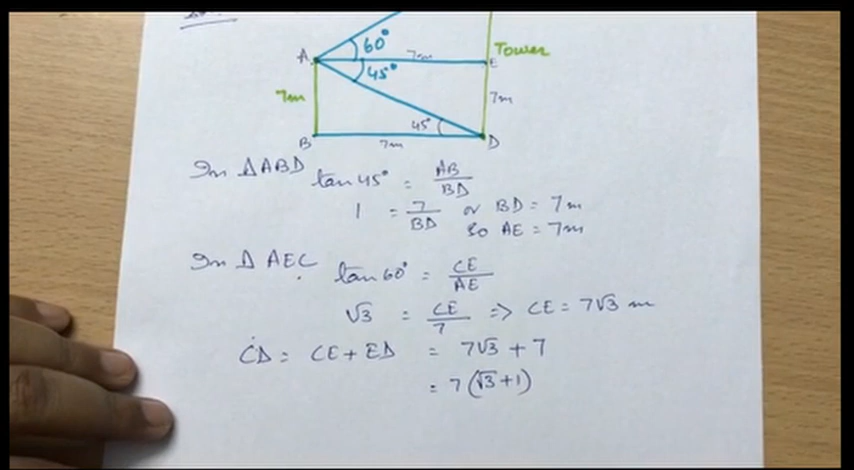 60°
A 7m E Tower
45°
7m 7m
45°
B 7m D
In ΔABD tan 45° = AB/BD
1 = 7/BD or BD = 7m
So AE = 7m
In Δ AEC tan 60° = CE/AE
√3 = CE/7 => CE = 7√3 m
CD = CE + ED = 7√3 + 7
= 7(√3+1)